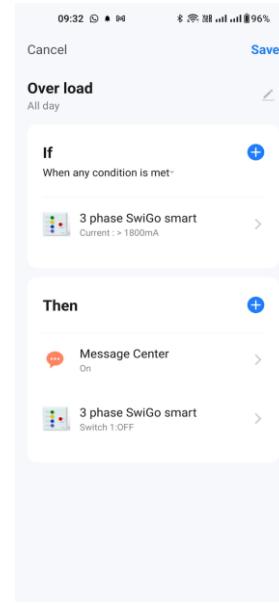 09:32 96%
Cancel Save
Over load
All day
If
When any condition is met
3 phase SwiGo smart
Current : > 1800mA
Then
Message Center
On
3 phase SwiGo smart
Switch 1:OFF